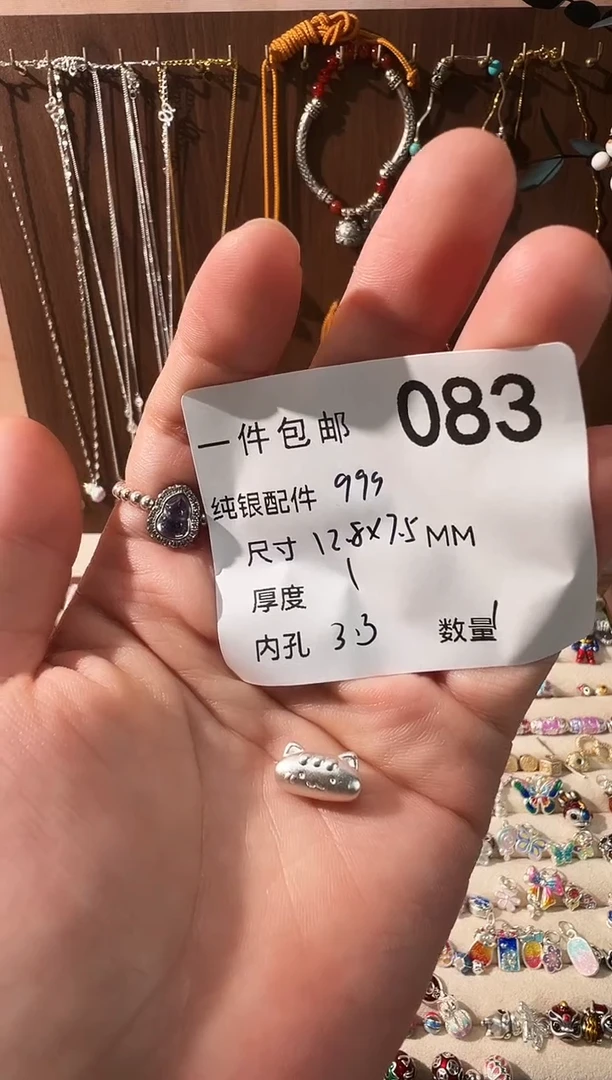 一件包邮 083
纯银配件 999
尺寸 12.8x7.5 MM
厚度 1
内孔 3.3 数量 1